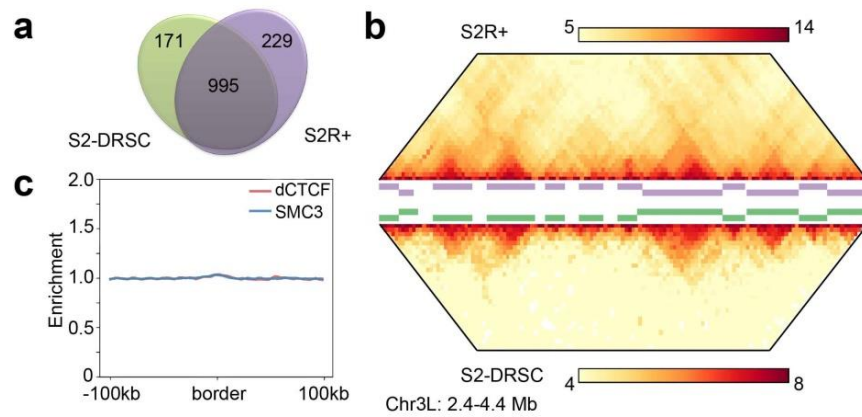 a
171
229
995
S2-DRSC
S2R+
b
S2R+
5
14
S2-DRSC
4
8
Chr3L: 2.4-4.4 Mb
c
2.0
1.5
1.0
0.5
0
Enrichment
dCTCF
SMC3
-100kb
border
100kb